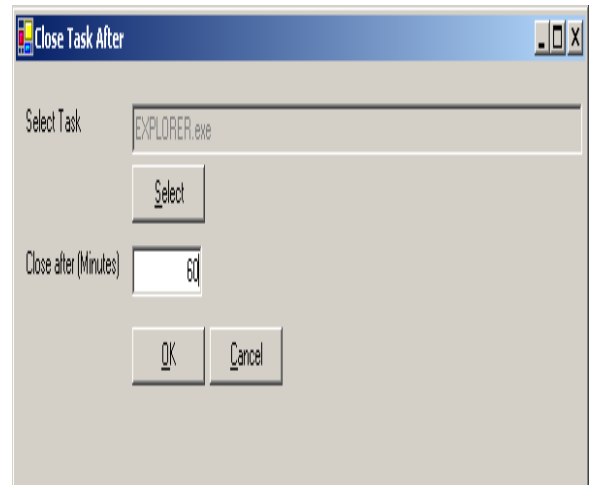 Close Task After
Select Task
EXPLORER.exe
Select
Close after (Minutes)
60
OK
Cancel